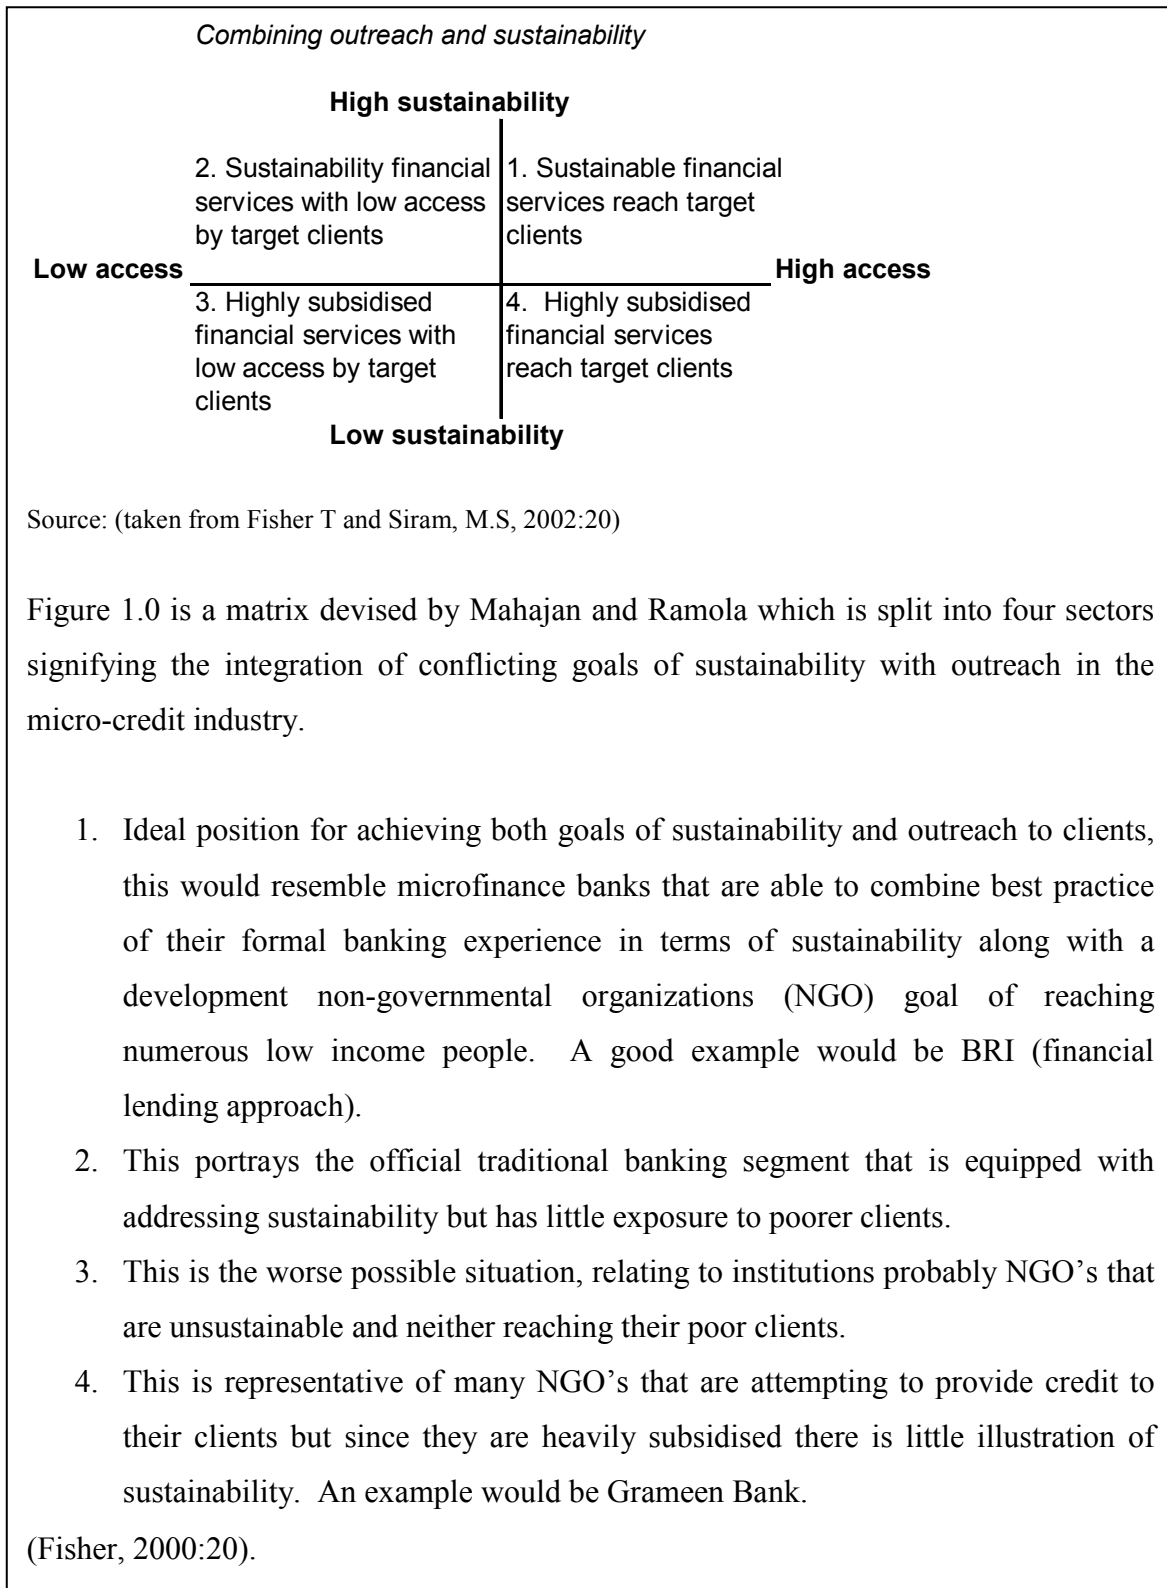 Combining outreach and sustainability
High sustainability
2. Sustainability financial services with low access by target clients
1. Sustainable financial services reach target clients
Low access
High access
3. Highly subsidised financial services with low access by target clients
4. Highly subsidised financial services reach target clients
Low sustainability
Source: (taken from Fisher T and Siram, M.S, 2002:20)
Figure 1.0 is a matrix devised by Mahajan and Ramola which is split into four sectors
signifying the integration of conflicting goals of sustainability with outreach in the
micro-credit industry.
1. Ideal position for achieving both goals of sustainability and outreach to clients,
this would resemble microfinance banks that are able to combine best practice
of their formal banking experience in terms of sustainability along with a
development non-governmental organizations (NGO) goal of reaching
numerous low income people. A good example would be BRI (financial
lending approach).
2. This portrays the official traditional banking segment that is equipped with
addressing sustainability but has little exposure to poorer clients.
3. This is the worse possible situation, relating to institutions probably NGO’s that
are unsustainable and neither reaching their poor clients.
4. This is representative of many NGO’s that are attempting to provide credit to
their clients but since they are heavily subsidised there is little illustration of
sustainability. An example would be Grameen Bank.
(Fisher, 2000:20).